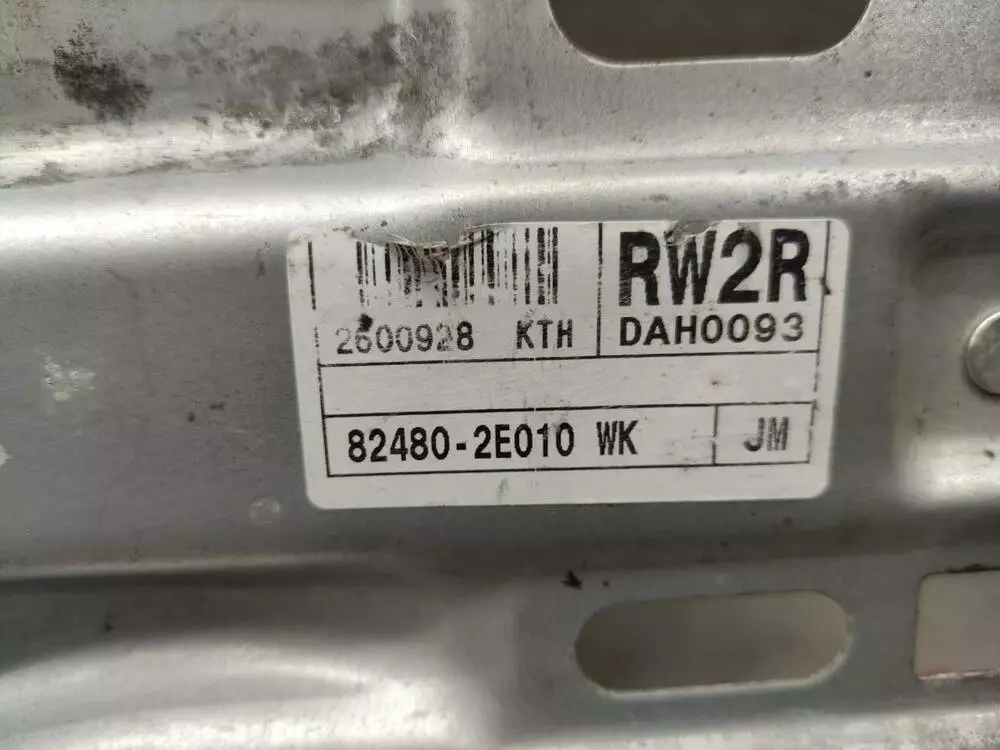 RW2R
2600928 KTH
DAH0093
82480-2E010 WK
JM